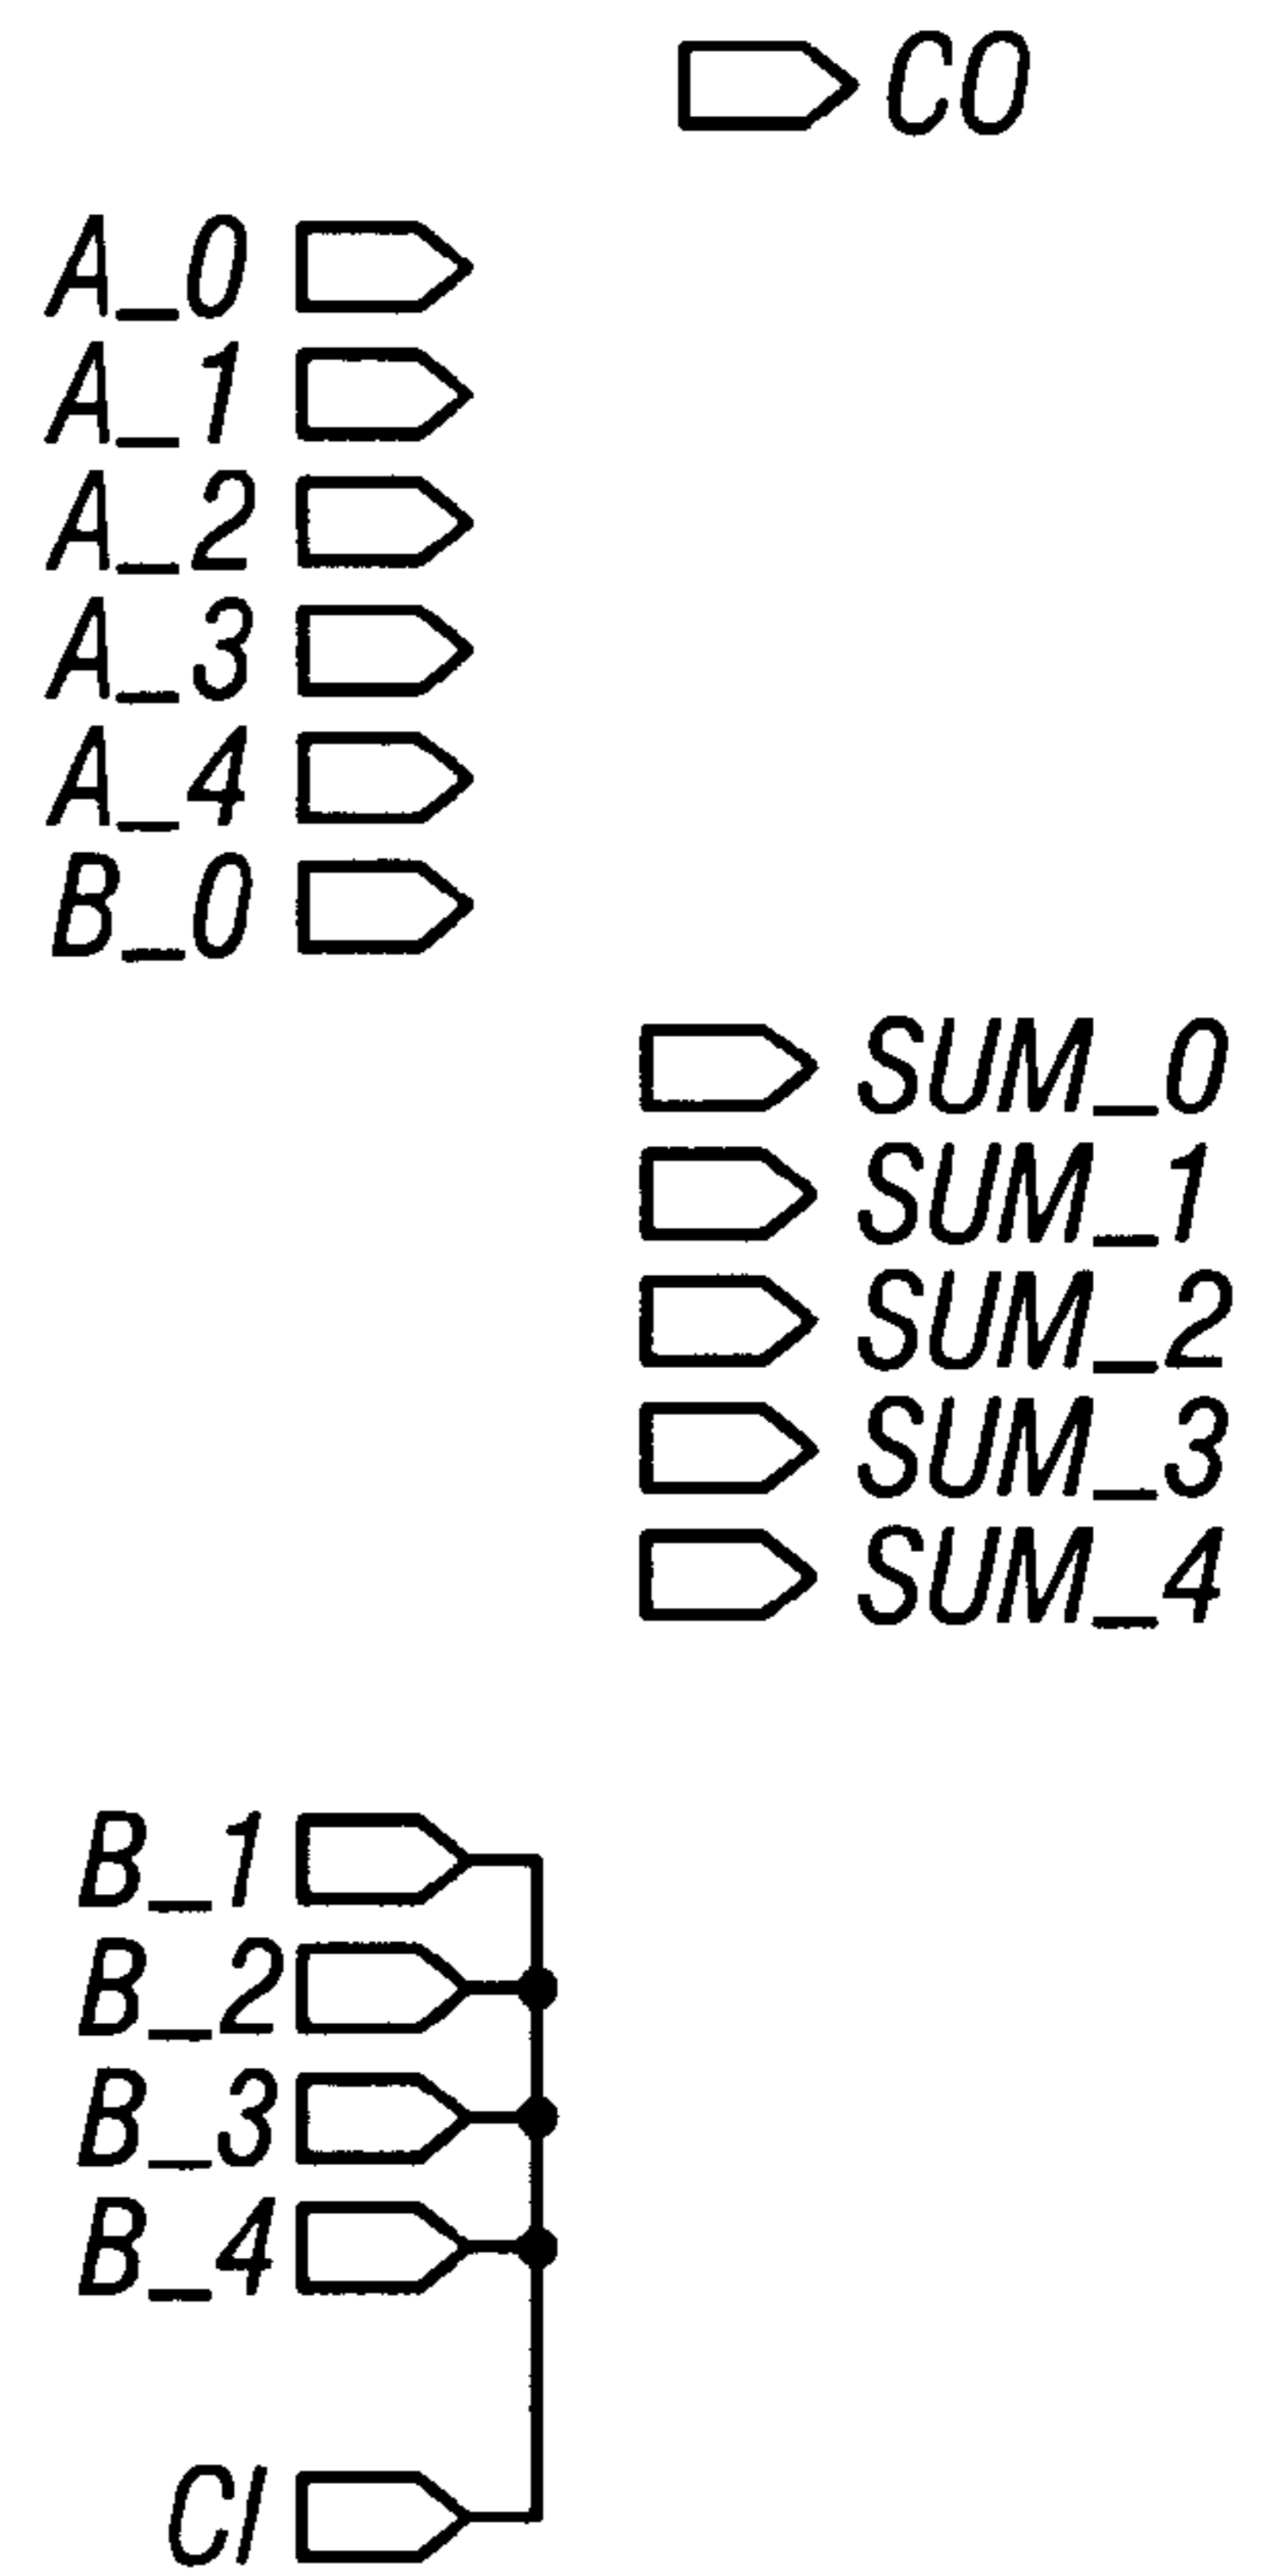 CO
A_0
A_1
A_2
A_3
A_4
B_0
SUM_0
SUM_1
SUM_2
SUM_3
SUM_4
B_1
B_2
B_3
B_4
CI